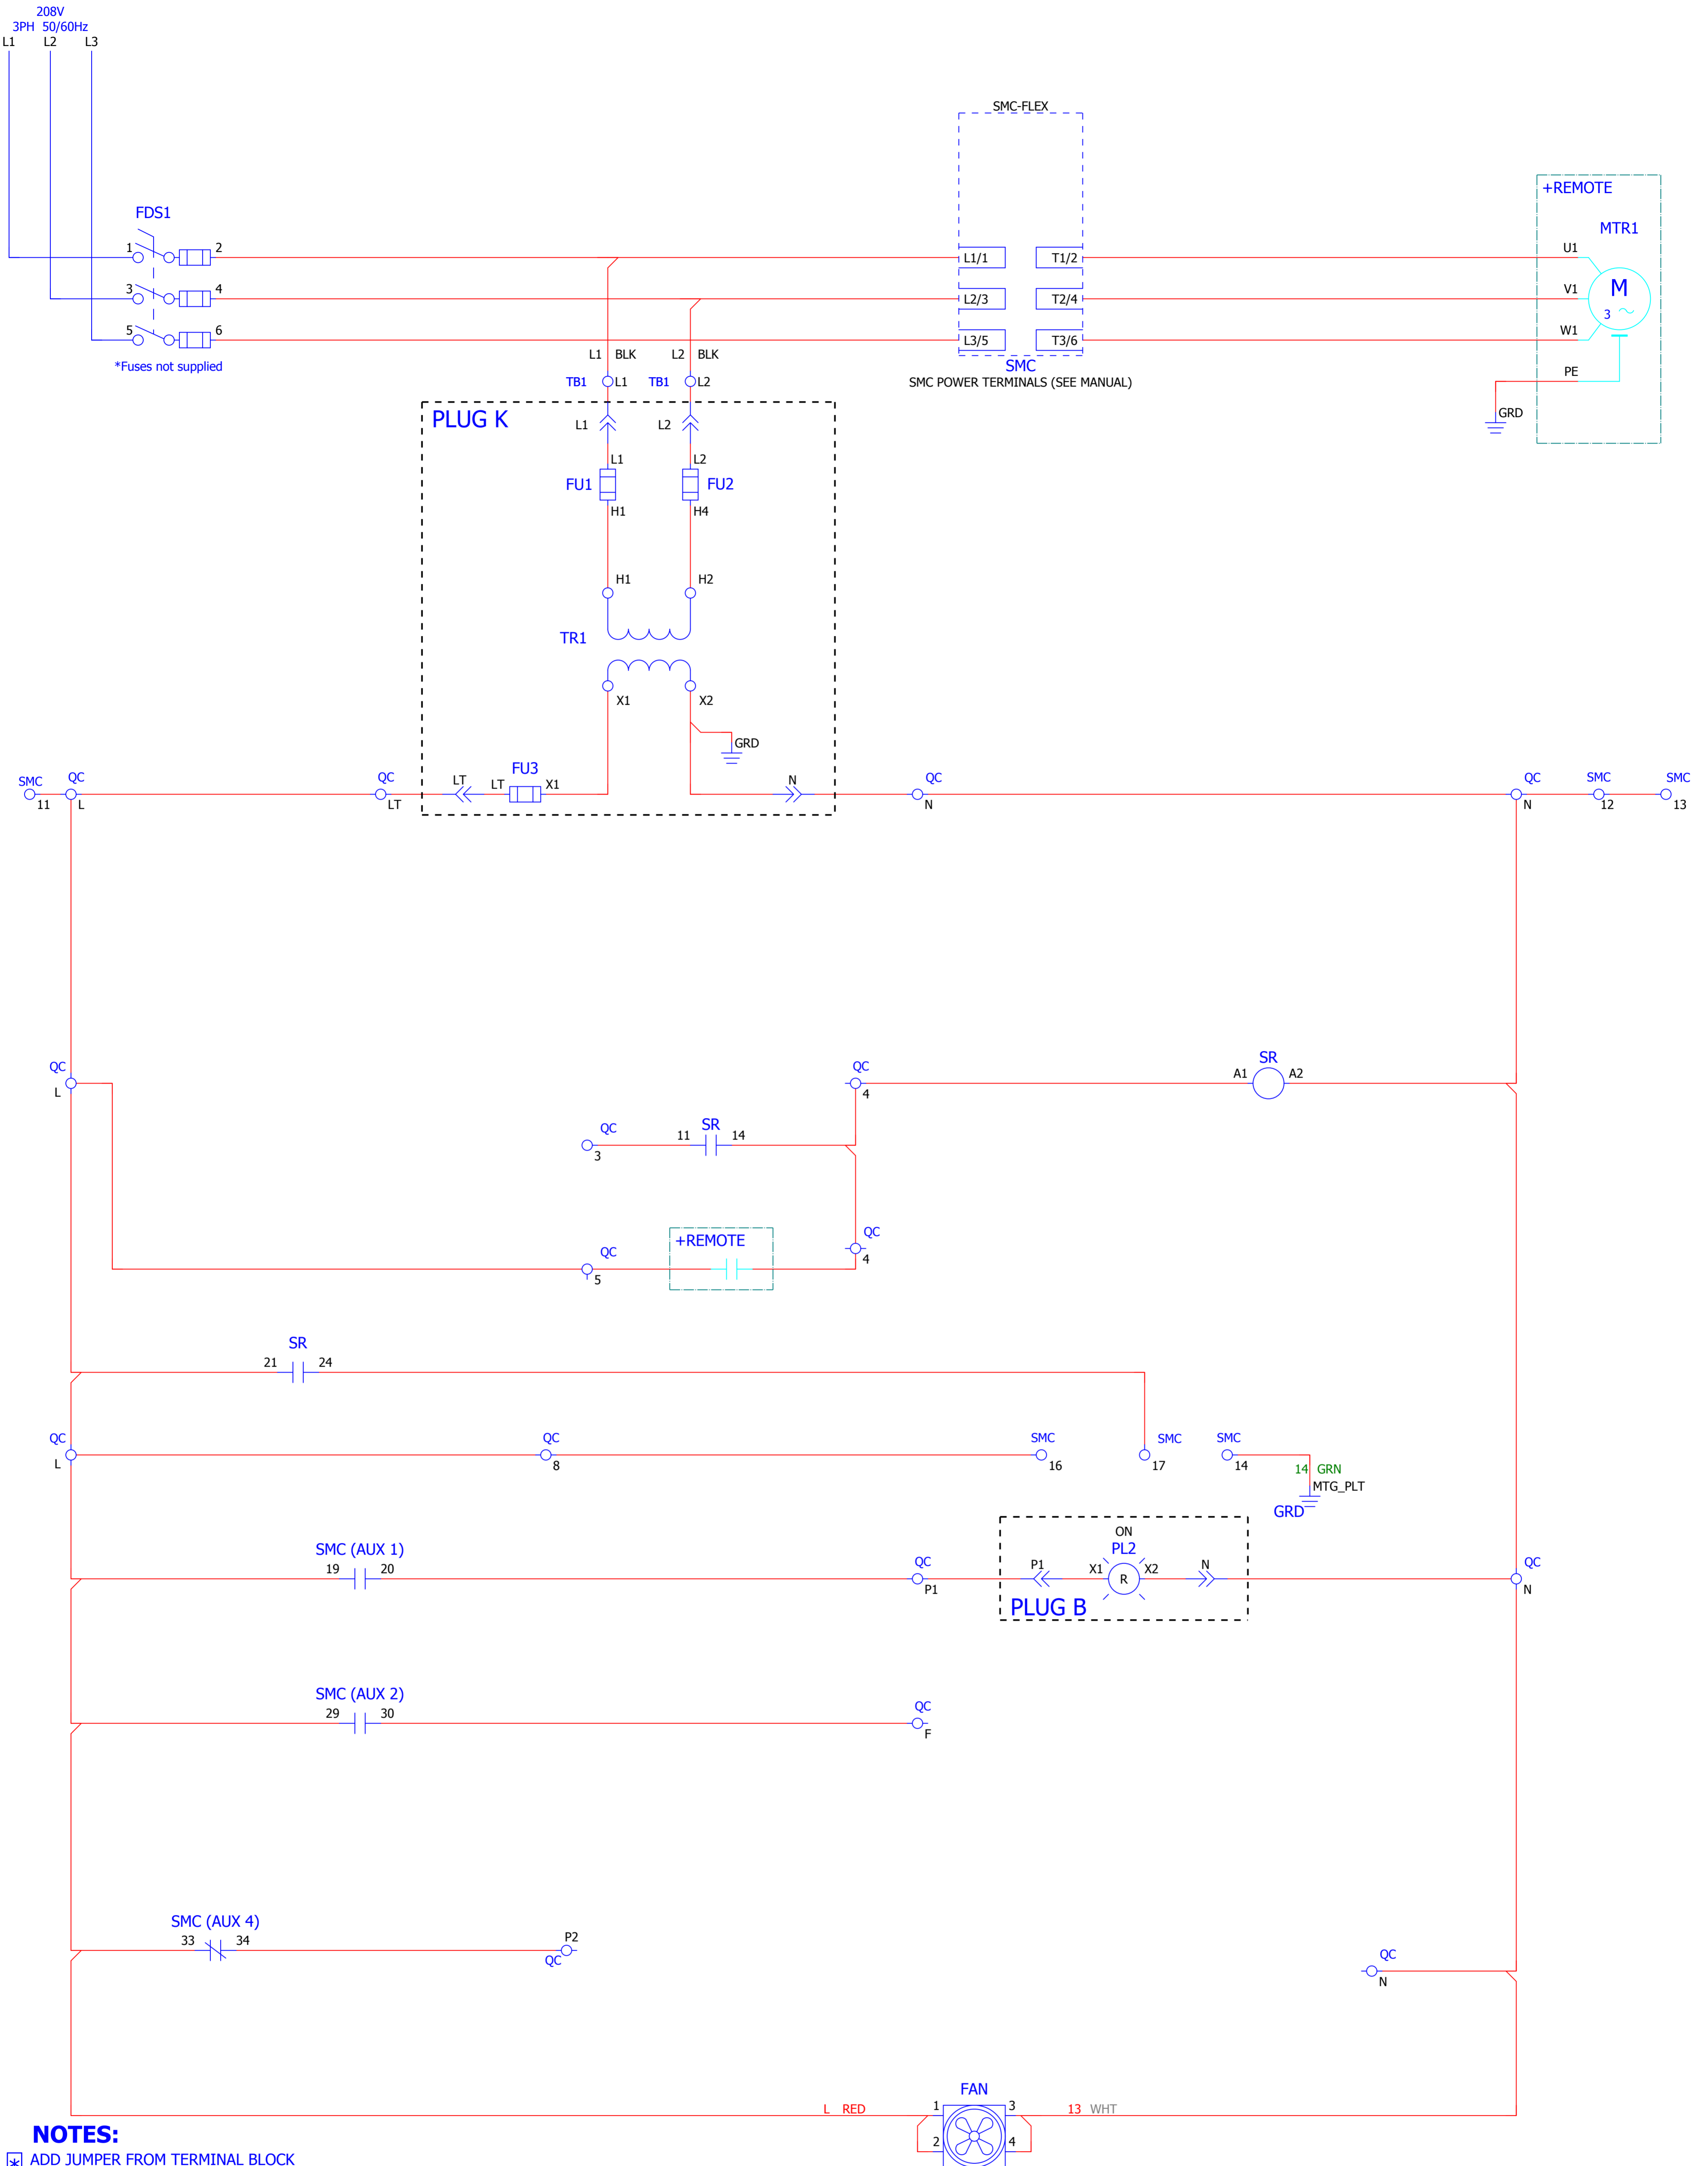 208V
3PH 50/60Hz
L1 L2 L3
SMC-FLEX
+REMOTE
FDS1
MTR1
1 2
L1/1 T1/2
U1
3 4
L2/3 T2/4
V1
M
3
5 6
L3/5 T3/6
W1
*Fuses not supplied
L1 BLK L2 BLK
SMC
SMC POWER TERMINALS (SEE MANUAL)
PE
TB1 L1 TB1 L2
GRD
PLUG K
L1 L2
L1 L2
FU1 FU2
H1 H4
H1 H2
TR1
X1 X2
GRD
SMC QC QC LT LT FU3 X1 N QC QC SMC SMC
11 L LT N N 12 13
QC QC SR
L 4 A1 A2
QC 11 SR 14
3
+REMOTE QC
4
QC
5
SR
21 24
QC QC SMC SMC SMC
L 8 16 17 14
14 GRN
MTG_PLT
GRD
ON
PL2
SMC (AUX 1)
19 20
QC P1 X1 R X2 N QC
P1 N
PLUG B
SMC (AUX 2)
29 30
QC
F
SMC (AUX 4)
33 34
P2
QC
QC
N
FAN
L RED 1 3 13 WHT
2 4
NOTES:
* ADD JUMPER FROM TERMINAL BLOCK